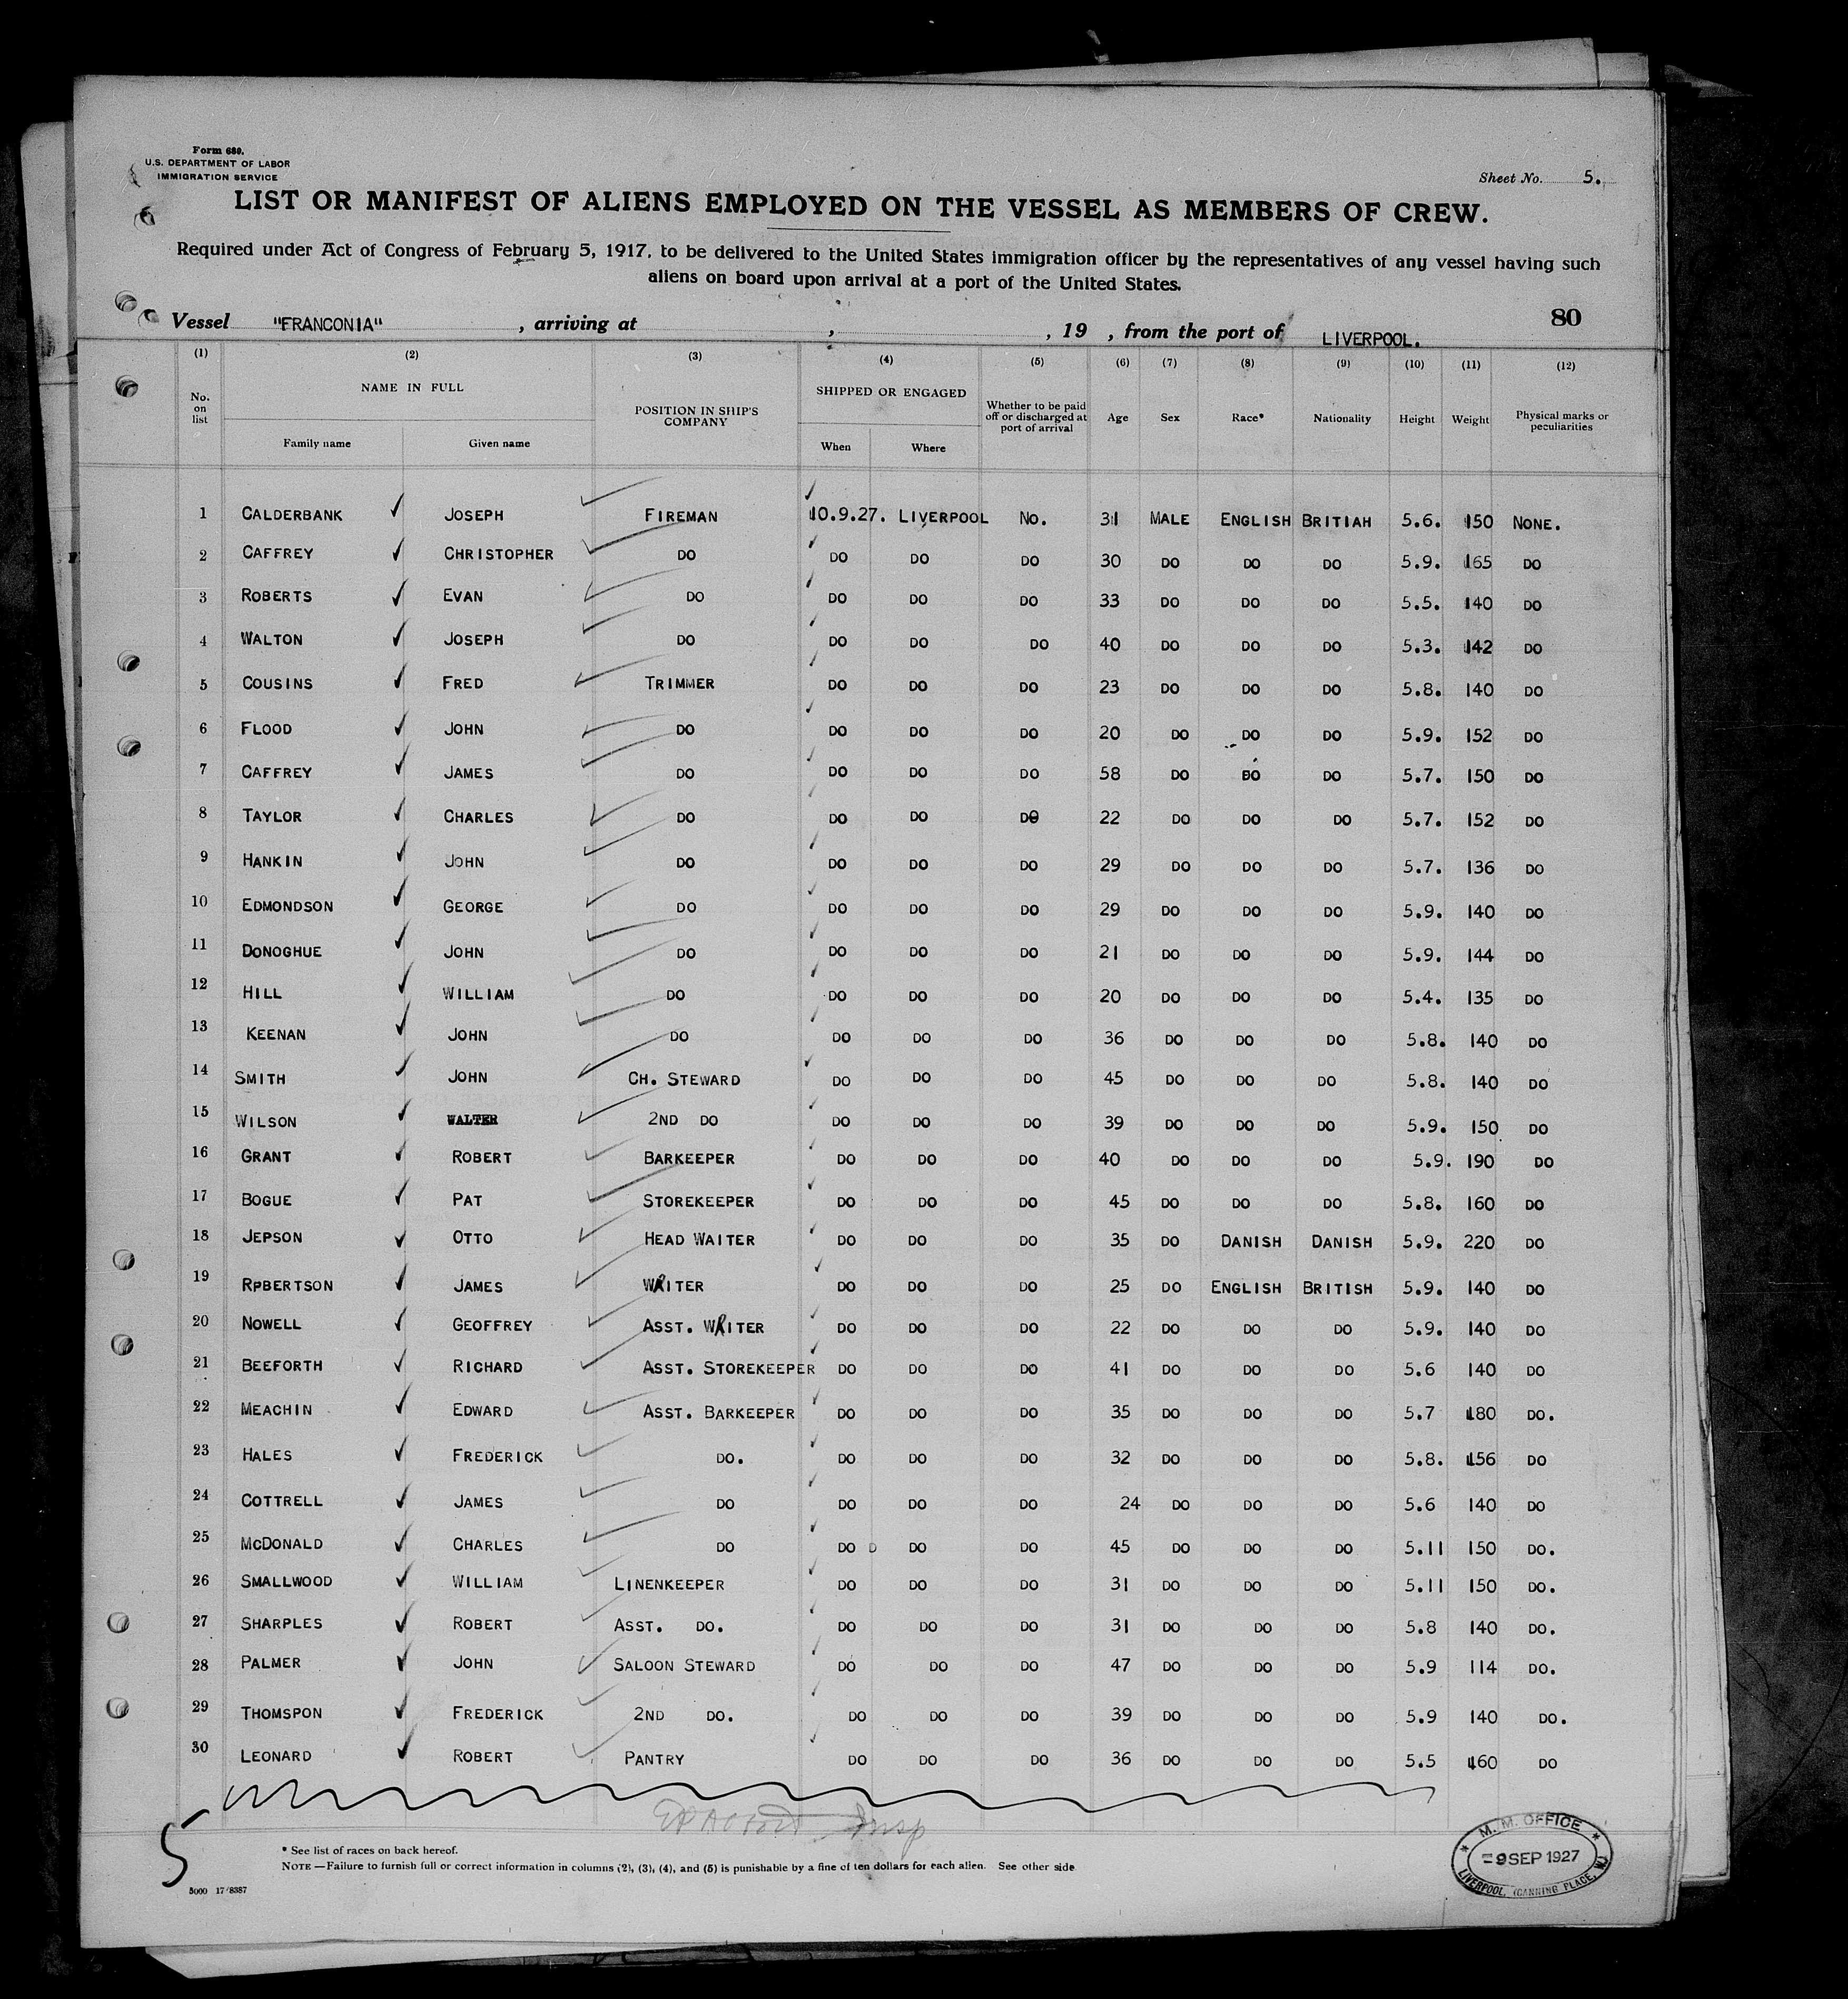 Form 689.
U.S. DEPARTMENT OF LABOR
IMMIGRATION SERVICE
Sheet No. 5.
LIST OR MANIFEST OF ALIENS EMPLOYED ON THE VESSEL AS MEMBERS OF CREW.
Required under Act of Congress of February 5, 1917, to be delivered to the United States immigration officer by the representatives of any vessel having such
aliens on board upon arrival at a port of the United States.
80
Vessel "FRANCONIA" , arriving at , , 19 , from the port of LIVERPOOL.
(1) (2) (3) (4) (5) (6) (7) (8) (9) (10) (11) (12)
No. on list NAME IN FULL Family name Given name POSITION IN SHIP'S COMPANY SHIPPED OR ENGAGED When Where Whether to be paid off or discharged at port of arrival Age Sex Race* Nationality Height Weight Physical marks or peculiarities
1 CALDERBANK JOSEPH FIREMAN 10.9.27. LIVERPOOL NO. 31 MALE ENGLISH BRITIAH 5.6. 150 NONE.
2 CAFFREY CHRISTOPHER DO DO DO DO 30 DO DO DO 5.9. 165 DO
3 ROBERTS EVAN DO DO DO DO 33 DO DO DO 5.5. 140 DO
4 WALTON JOSEPH DO DO DO DO 40 DO DO DO 5.3. 142 DO
5 COUSINS FRED TRIMMER DO DO DO 23 DO DO DO 5.8. 140 DO
6 FLOOD JOHN DO DO DO DO 20 DO DO DO 5.9. 152 DO
7 CAFFREY JAMES DO DO DO DO 58 DO DO DO 5.7. 150 DO
8 TAYLOR CHARLES DO DO DO DO 22 DO DO DO 5.7. 152 DO
9 HANKIN JOHN DO DO DO DO 29 DO DO DO 5.7. 136 DO
10 EDMONDSON GEORGE DO DO DO DO 29 DO DO DO 5.9. 140 DO
11 DONOGHUE JOHN DO DO DO DO 21 DO DO DO 5.9. 144 DO
12 HILL WILLIAM DO DO DO DO 20 DO DO DO 5.4. 135 DO
13 KEENAN JOHN DO DO DO DO 36 DO DO DO 5.8. 140 DO
14 SMITH JOHN CH. STEWARD DO DO DO 45 DO DO DO 5.8. 140 DO
15 WILSON WALTER 2ND DO DO DO DO 39 DO DO DO 5.9. 150 DO
16 GRANT ROBERT BARKEEPER DO DO DO 40 DO DO DO 5.9. 190 DO
17 BOGUE PAT STOREKEEPER DO DO DO 45 DO DO DO 5.8. 160 DO
18 JEPSON OTTO HEAD WAITER DO DO DO 35 DO DANISH DANISH 5.9. 220 DO
19 RPBERTSON JAMES WRITER DO DO DO 25 DO ENGLISH BRITISH 5.9. 140 DO
20 NOWELL GEOFFREY ASST. WRITER DO DO DO 22 DO DO DO 5.9. 140 DO
21 BEEFORTH RICHARD ASST. STOREKEEPER DO DO DO 41 DO DO DO 5.6 140 DO
22 MEACHIN EDWARD ASST. BARKEEPER DO DO DO 35 DO DO DO 5.7 180 DO.
23 HALES FREDERICK DO. DO DO DO 32 DO DO DO 5.8. 156 DO
24 COTTRELL JAMES DO DO DO DO 24 DO DO DO 5.6 140 DO
25 MCDONALD CHARLES DO DO D DO DO 45 DO DO DO 5.11 150 DO.
26 SMALLWOOD WILLIAM LINENKEEPER DO DO DO 31 DO DO DO 5.11 150 DO.
27 SHARPLES ROBERT ASST. DO. DO DO DO 31 DO DO DO 5.8 140 DO.
28 PALMER JOHN SALOON STEWARD DO DO DO 47 DO DO DO 5.9 114 DO.
29 THOMSPON FREDERICK 2ND DO. DO DO DO 39 DO DO DO 5.9 140 DO.
30 LEONARD ROBERT PANTRY DO DO DO 36 DO DO DO 5.5 160 DO
Insp
5
* See list of races on back hereof.
NOTE—Failure to furnish full or correct information in columns (2), (3), (4), and (5) is punishable by a fine of ten dollars for each alien. See other side
5000 17/8387
M. M. OFFICE
-9 SEP 1927
LIVERPOOL, (CANNING PLACE,